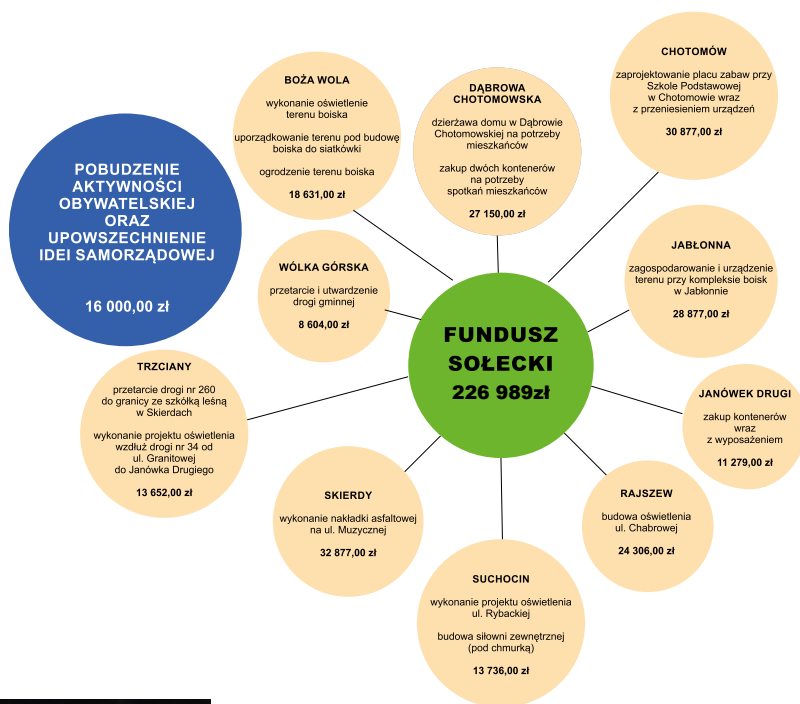 POBUDZENIE
AKTYWNOŚCI
OBYWATELSKIEJ
ORAZ
UPOWSZECHNIENIE
IDEI SAMORZĄDOWEJ
16 000,00 zł
BOŻA WOLA
wykonanie oświetlenie
terenu boiska
uporządkowanie terenu pod budowę
boiska do siatkówki
ogrodzenie terenu boiska
18 631,00 zł
DĄBROWA
CHOTOMOWSKA
dzierżawa domu w Dąbrowie
Chotomowskiej na potrzeby
mieszkańców
zakup dwóch kontenerów
na potrzeby
spotkań mieszkańców
27 150,00 zł
CHOTOMÓW
zaprojektowanie placu zabaw przy
Szkole Podstawowej
w Chotomowie wraz
z przeniesieniem urządzeń
30 877,00 zł
WÓLKA GÓRSKA
przetarcie i utwardzenie
drogi gminnej
8 604,00 zł
JABŁONNA
zagospodarowanie i urządzenie
terenu przy kompleksie boisk
w Jabłonnie
28 877,00 zł
FUNDUSZ
SOŁECKI
226 989zł
TRZCIANY
przetarcie drogi nr 260
do granicy ze szkółką leśną
w Skierdach
wykonanie projektu oświetlenia
wzdłuż drogi nr 34 od
ul. Granitowej
do Janówka Drugiego
13 652,00 zł
JANÓWEK DRUGI
zakup kontenerów
wraz
z wyposażeniem
11 279,00 zł
SKIERDY
wykonanie nakładki asfaltowej
na ul. Muzycznej
32 877,00 zł
RAJSZEW
budowa oświetlenia
ul. Chabrowej
24 306,00 zł
SUCHOCIN
wykonanie projektu oświetlenia
ul. Rybackiej
budowa siłowni zewnętrznej
(pod chmurką)
13 736,00 zł